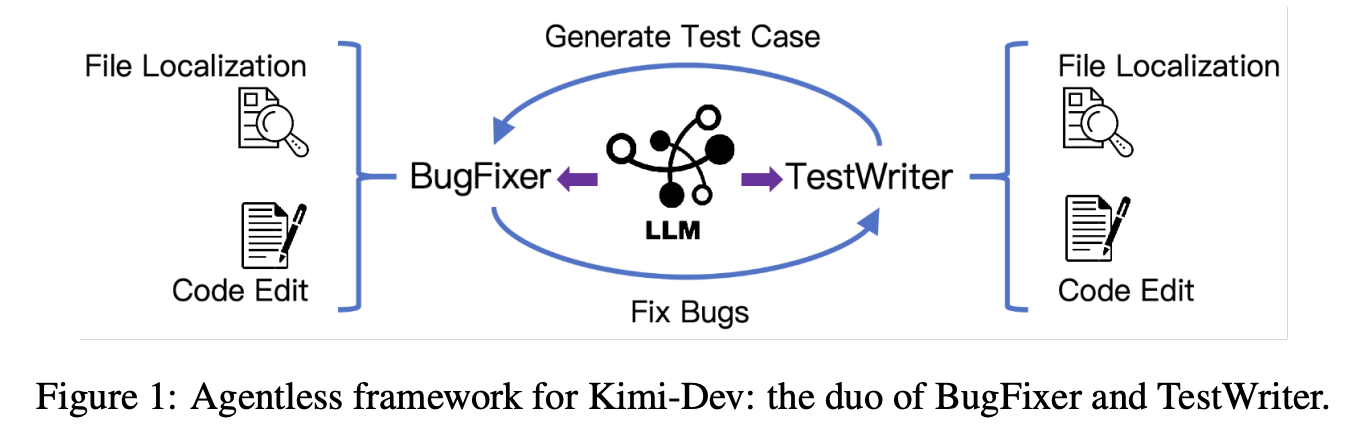 Generate Test Case
File Localization
File Localization
BugFixer
TestWriter
LLM
Code Edit
Code Edit
Fix Bugs
Figure 1: Agentless framework for Kimi-Dev: the duo of BugFixer and TestWriter.